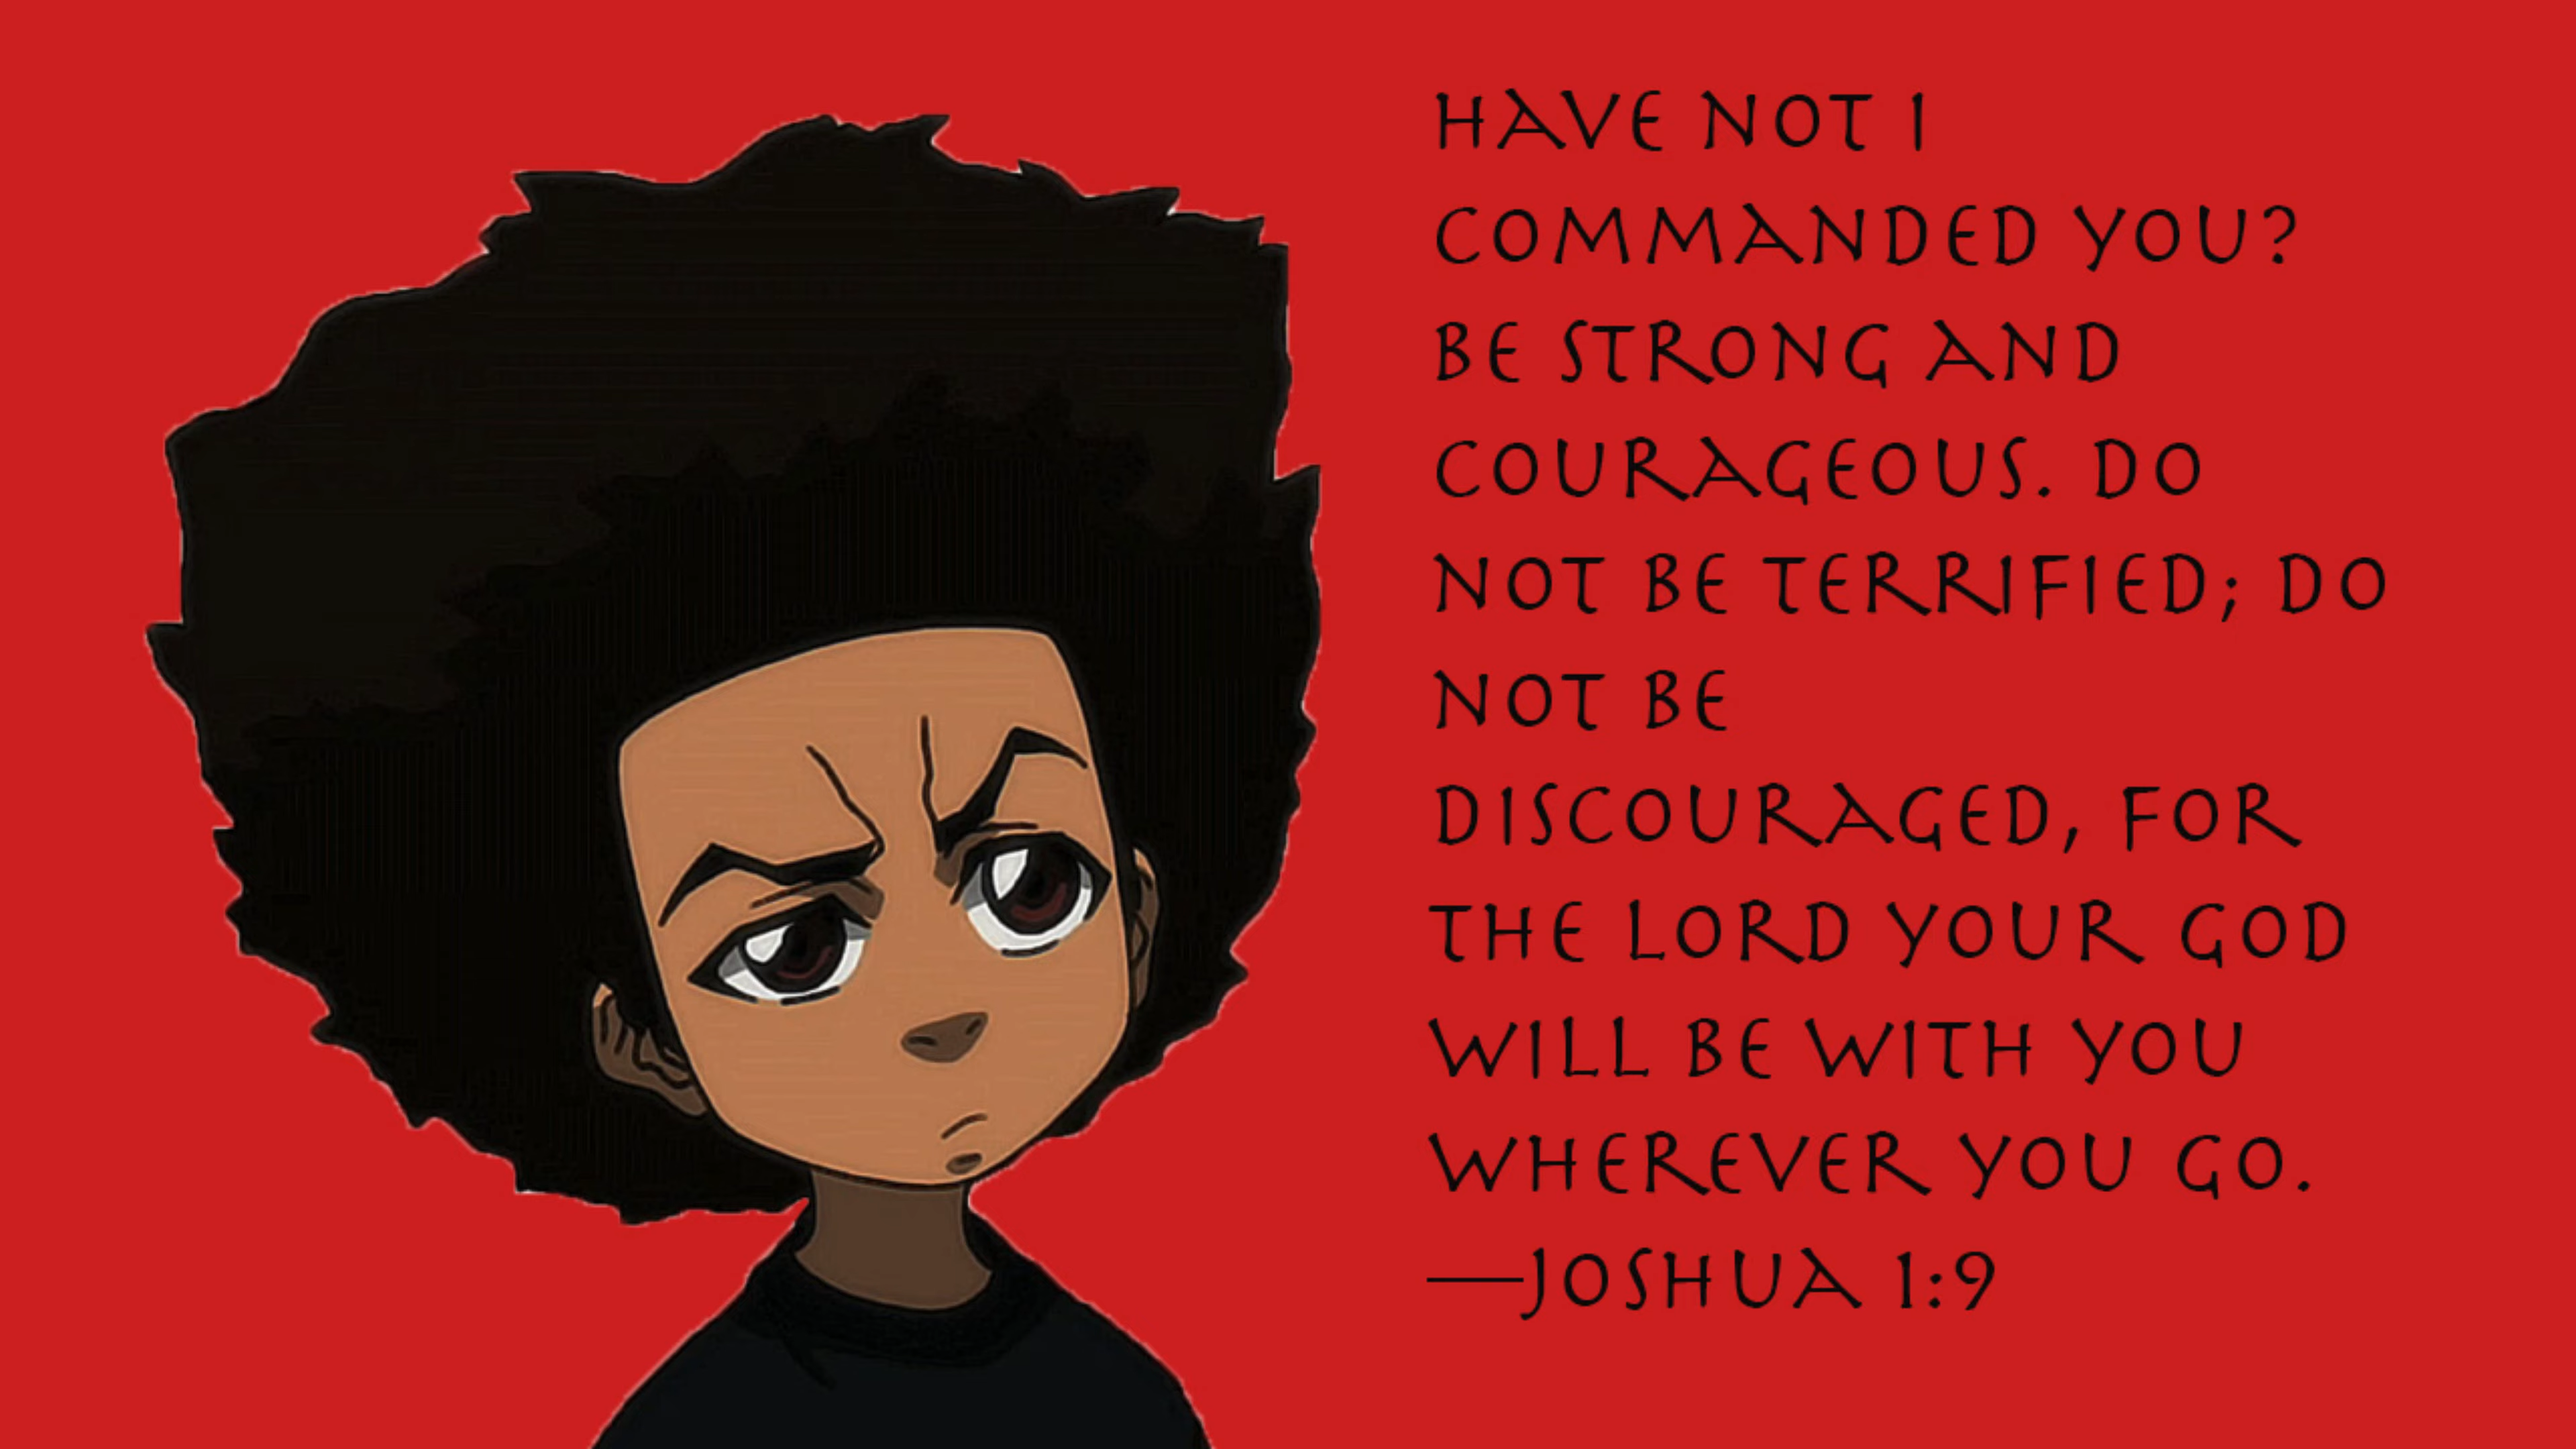 HAVE NOT I
COMMANDED YOU?
BE STRONG AND
COURAGEOUS. DO
NOT BE TERRIFIED; DO
NOT BE
DISCOURAGED, FOR
THE LORD YOUR GOD
WILL BE WITH YOU
WHEREVER YOU GO.
—JOSHUA 1:9